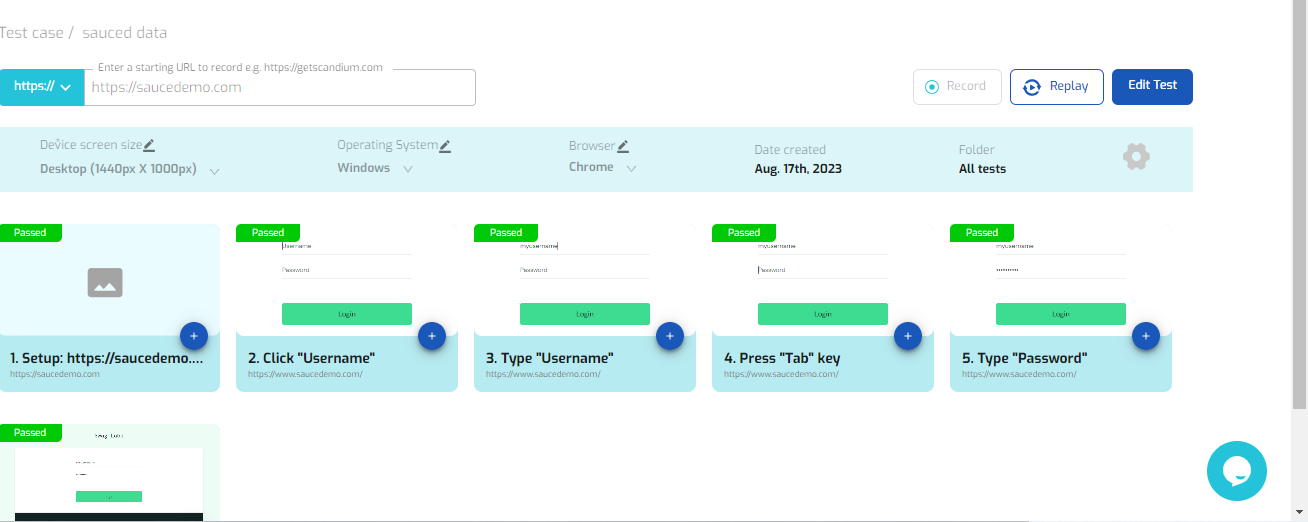 Test case / sauced data
Enter a starting URL to record e.g. https://getscandium.com
https://
https://saucedemo.com
Record
Replay
Edit Test
Device screen size
Operating System
Browser
Date created
Folder
Desktop (1440px X 1000px)
Windows
Chrome
Aug. 17th, 2023
All tests
Passed
Passed
Passed
Passed
Passed
Username
myusername
myusername
myusername
Password
Password
Password
Login
Login
Login
Login
1. Setup: https://saucedemo....
2. Click "Username"
3. Type "Username"
4. Press "Tab" key
5. Type "Password"
https://saucedemo.com
https://www.saucedemo.com/
https://www.saucedemo.com/
https://www.saucedemo.com/
https://www.saucedemo.com/
Passed